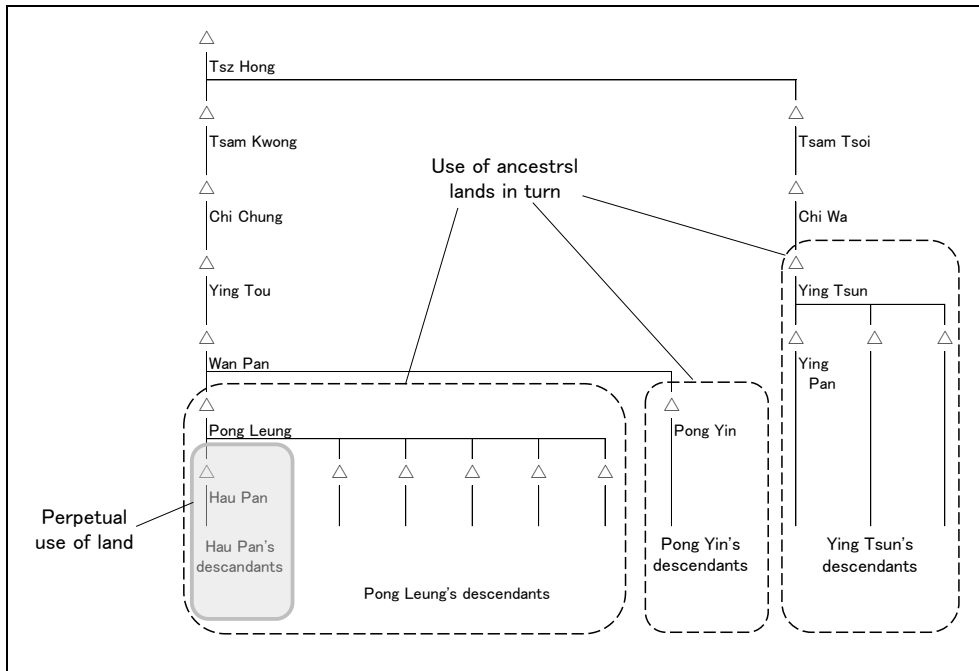 Tsz Hong
Tsam Kwong
Tsam Tsoi
Use of ancestrsl
lands in turn
Chi Chung
Chi Wa
Ying Tou
Ying Tsun
Wan Pan
Ying
Pan
Pong Leung
Pong Yin
Hau Pan
Perpetual
use of land
Hau Pan's
descandants
Pong Yin's
descendants
Ying Tsun's
descendants
Pong Leung's descendants